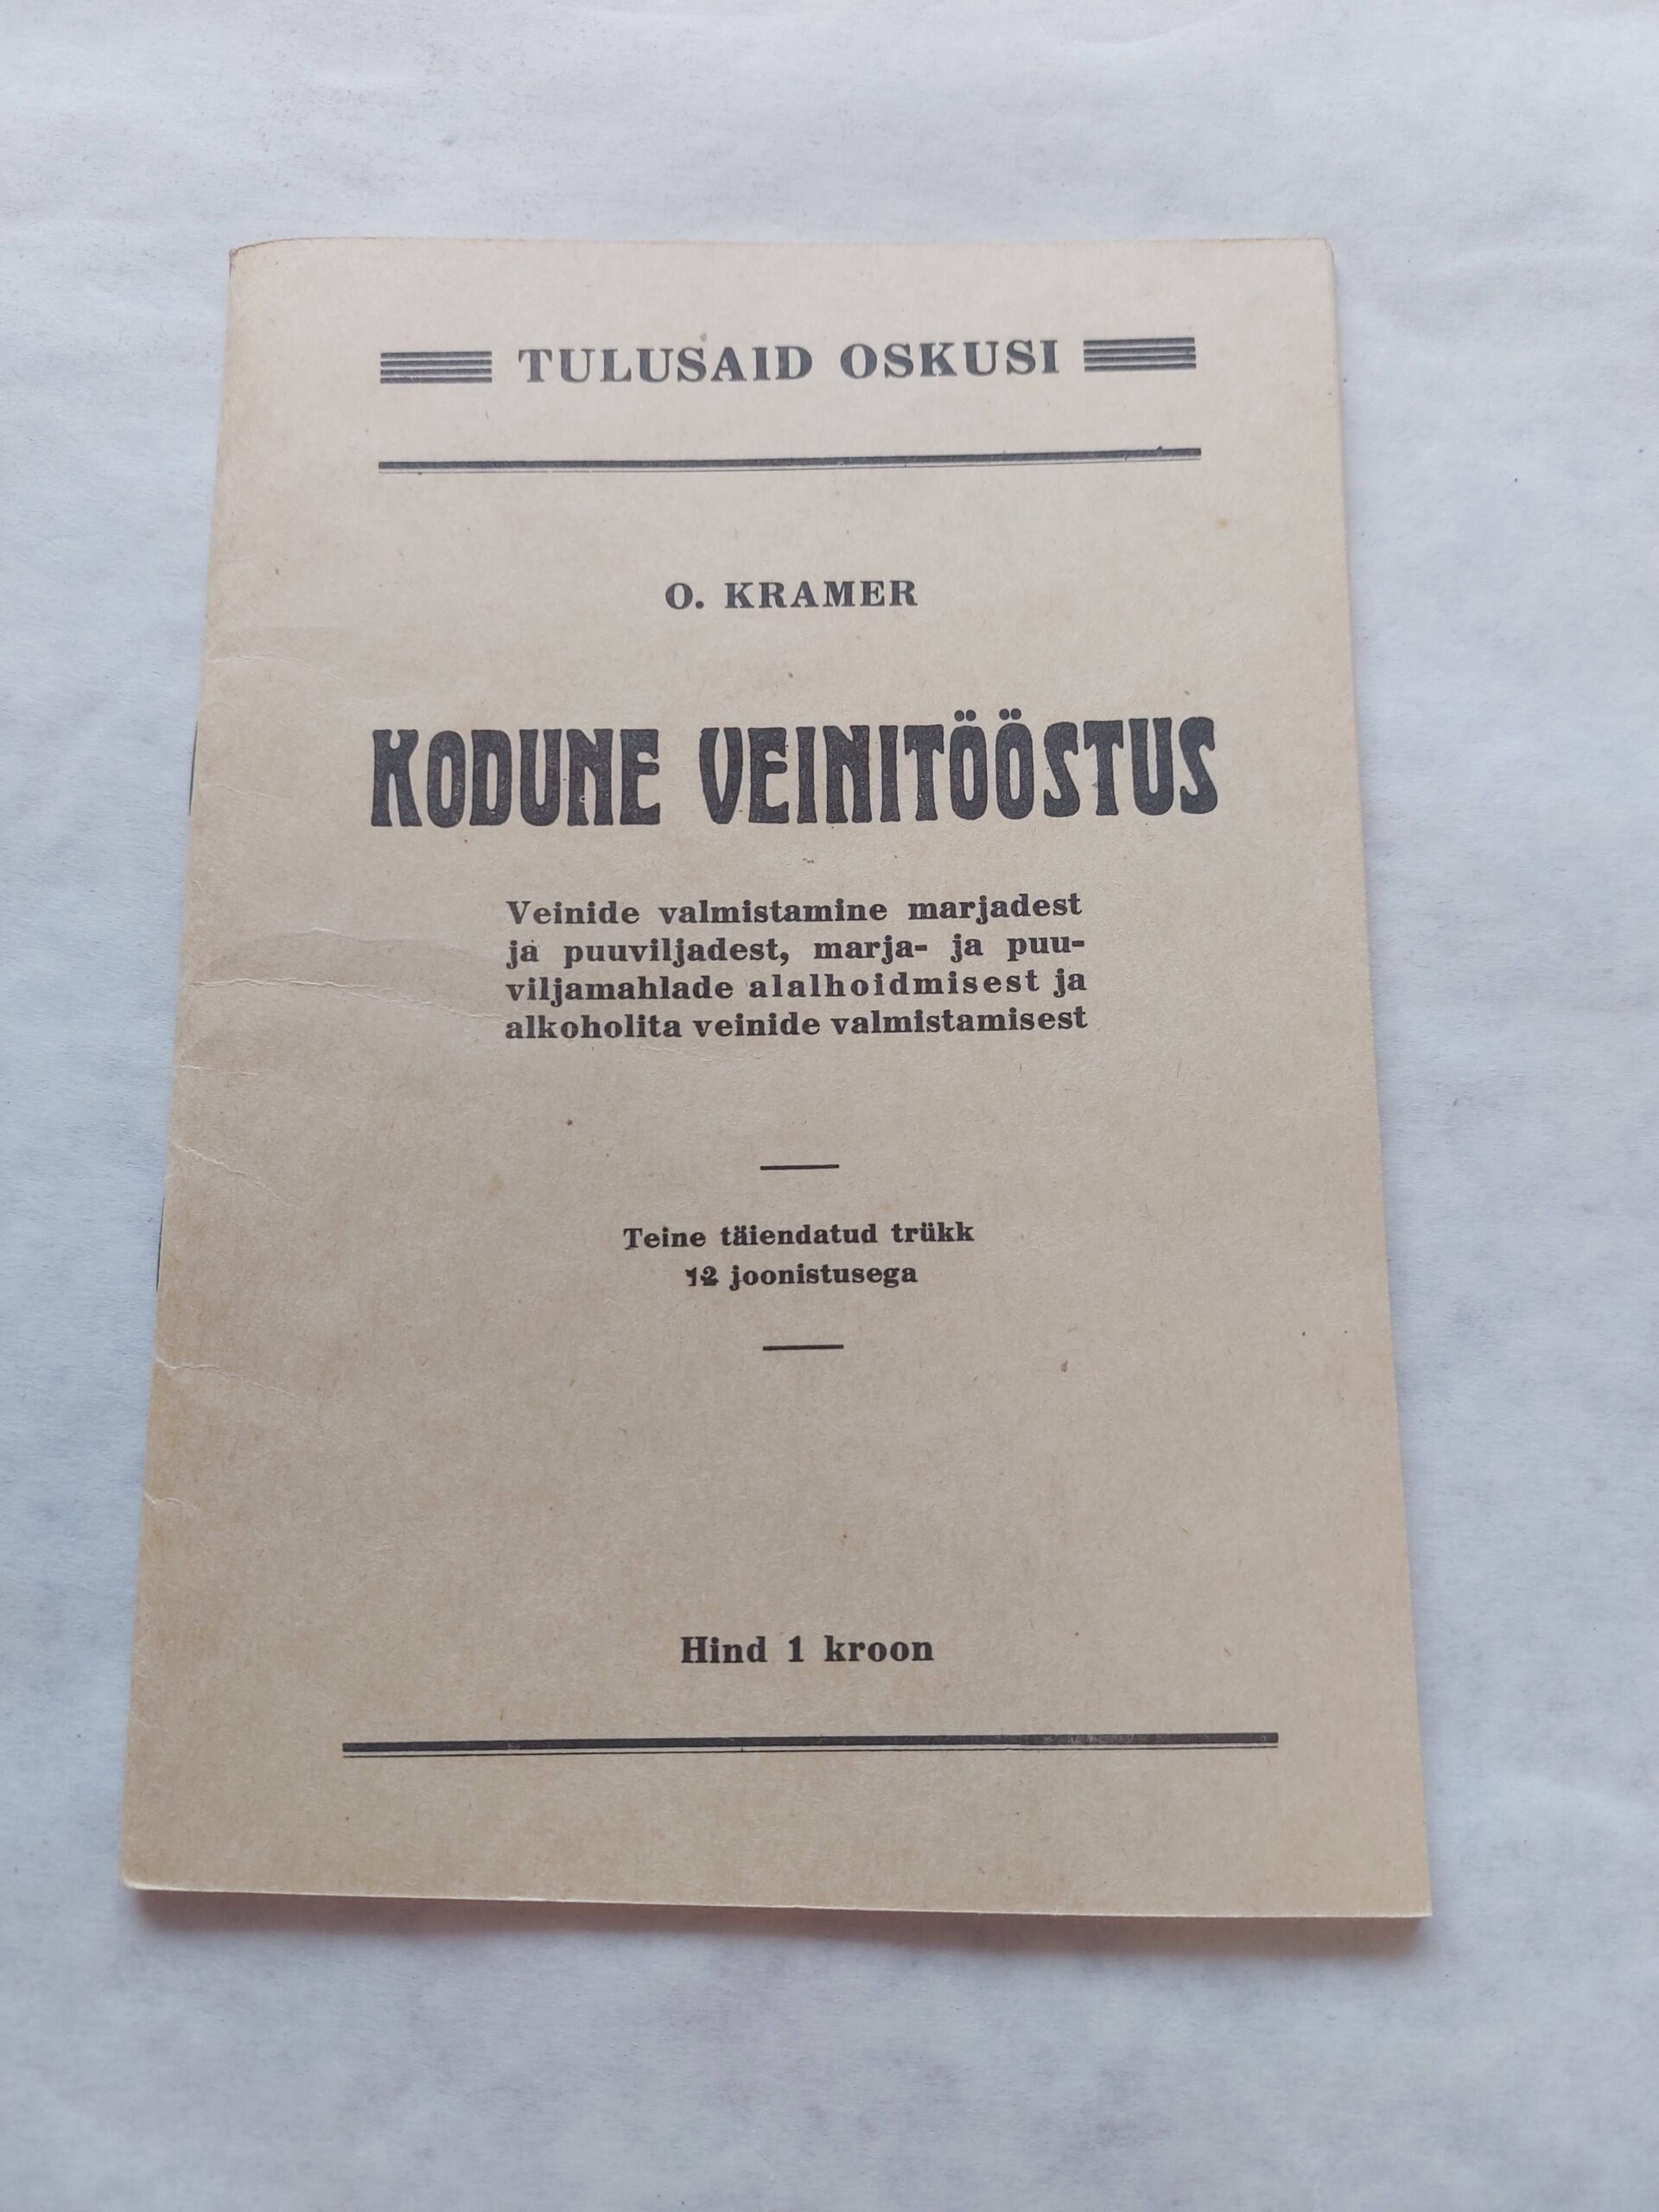 TULUSAID OSKUSI
O. KRAMER
KODUNE VEINITÖÖSTUS
Veinide valmistamine marjadest
ja puuviljadest, marja- ja puu-
viljamahlade alalhoidmisest ja
alkoholita veinide valmistamisest
Teine täiendatud trükk
12 joonistusega
Hind 1 kroon